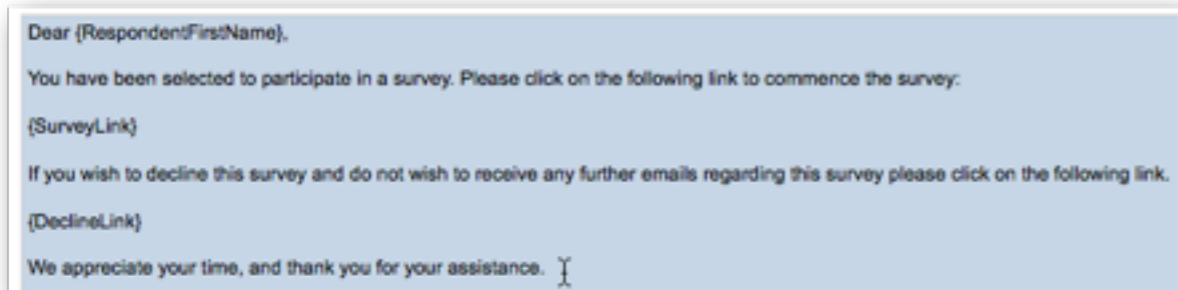 Dear {RespondentFirstName},
You have been selected to participate in a survey. Please click on the following link to commence the survey:
{SurveyLink}
If you wish to decline this survey and do not wish to receive any further emails regarding this survey please click on the following link.
{DeclineLink}
We appreciate your time, and thank you for your assistance.